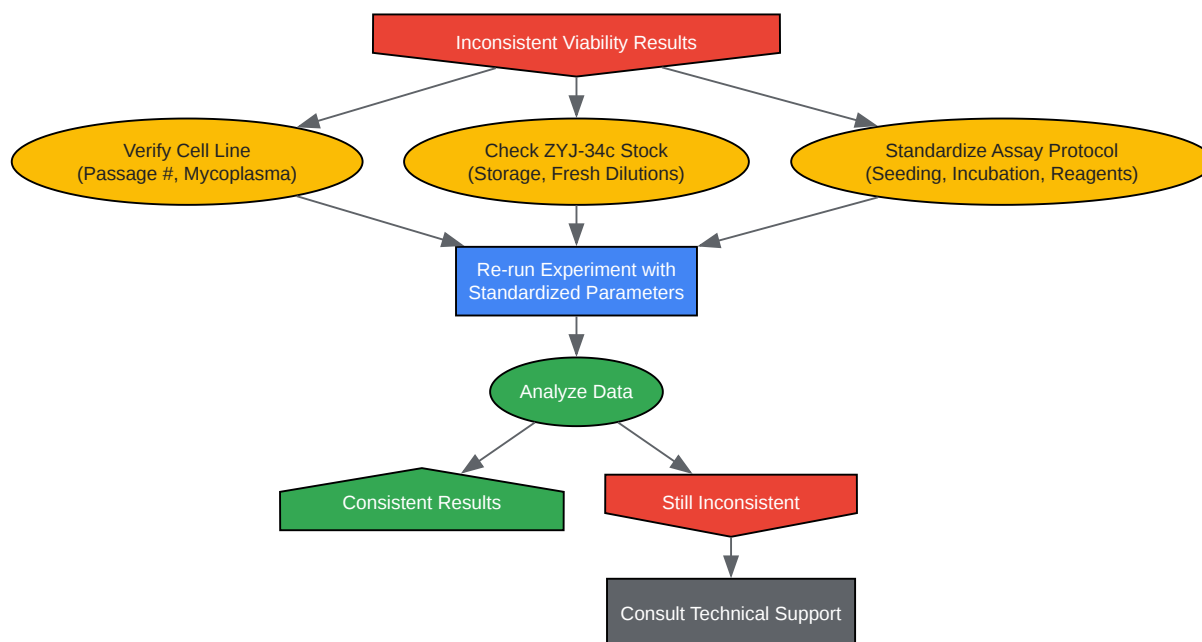 Inconsistent Viability Results
Verify Cell Line
(Passage #, Mycoplasma)
Check ZYJ-34c Stock
(Storage, Fresh Dilutions)
Standardize Assay Protocol
(Seeding, Incubation, Reagents)
Re-run Experiment with
Standardized Parameters
Analyze Data
Consistent Results
Still Inconsistent
Consult Technical Support